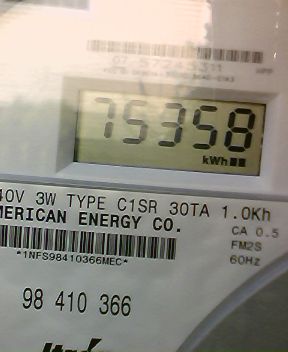 75358
kWh
40V 3W TYPE C1SR 30TA 1.0Kh
MERICAN ENERGY CO.
CA 0.5
FM2S
*1NFS98410366MEC*
60Hz
98 410 366
Itron